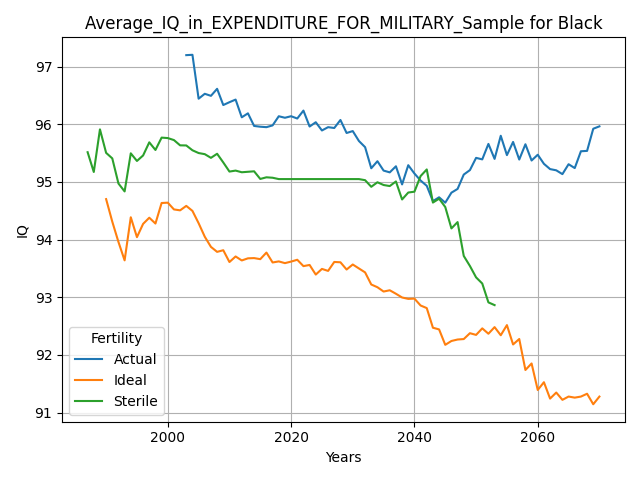 Average_IQ_in_EXPENDITURE_FOR_MILITARY_Sample for Black
97
96
95
94
93
92
91
IQ
Fertility
Actual
Ideal
Sterile
2000 2020 2040 2060
Years